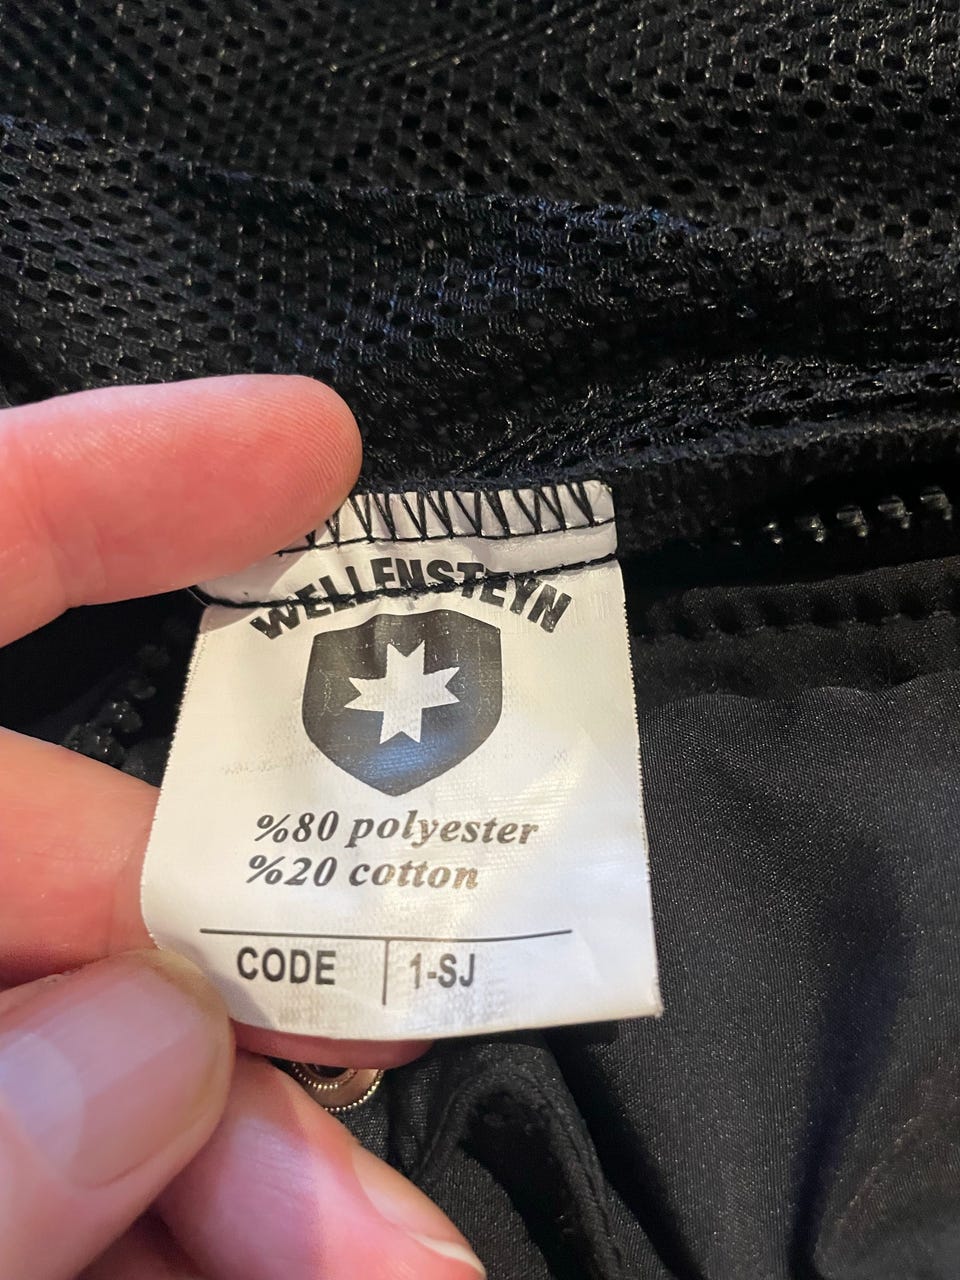 WELLENSTEYN
%80 polyester
%20 cotton
CODE 1-SJ